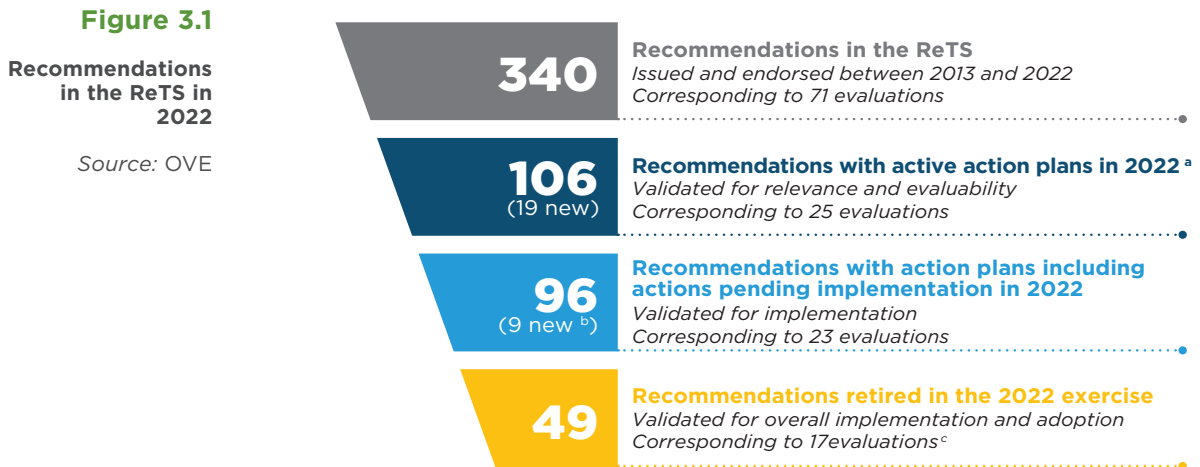 Figure 3.1
Recommendations
in the ReTS in
2022
Source: OVE
340
Recommendations in the ReTS
Issued and endorsed between 2013 and 2022
Corresponding to 71 evaluations
106
(19 new)
Recommendations with active action plans in 2022 a
Validated for relevance and evaluability
Corresponding to 25 evaluations
96
(9 new b)
Recommendations with action plans including
actions pending implementation in 2022
Validated for implementation
Corresponding to 23 evaluations
49
Recommendations retired in the 2022 exercise
Validated for overall implementation and adoption
Corresponding to 17evaluations c